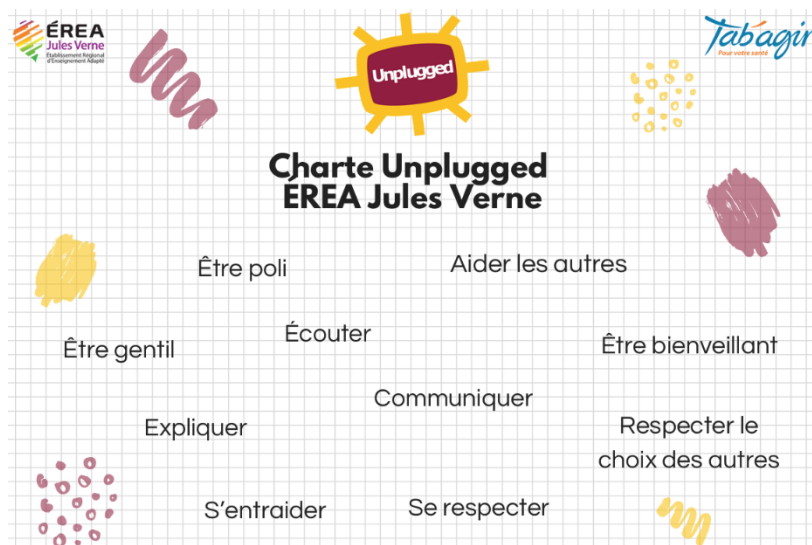 ÉREA
Jules Verne
Etablissement Régional
d'Enseignement Adapté
Unplugged
Tabagir
Pour votre santé
Charte Unplugged
ÉREA Jules Verne
Être poli
Aider les autres
Écouter
Être gentil
Être bienveillant
Communiquer
Expliquer
Respecter le
choix des autres
S'entraider
Se respecter